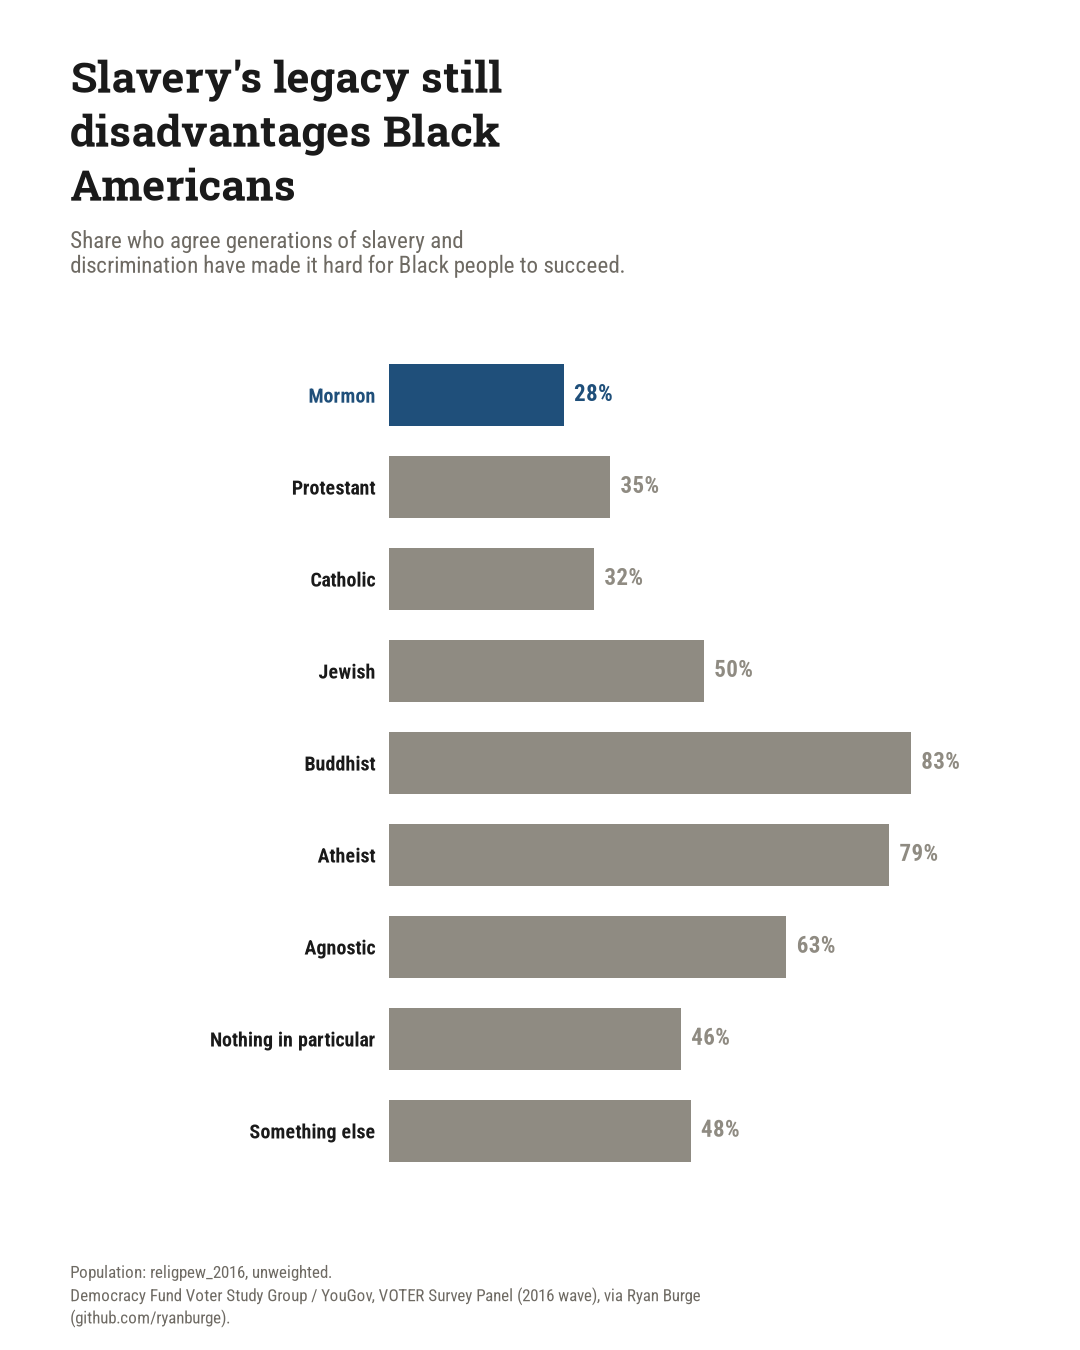 Slavery's legacy still
disadvantages Black
Americans
Share who agree generations of slavery and
discrimination have made it hard for Black people to succeed.
Mormon 28%
Protestant 35%
Catholic 32%
Jewish 50%
Buddhist 83%
Atheist 79%
Agnostic 63%
Nothing in particular 46%
Something else 48%
Population: religpew_2016, unweighted.
Democracy Fund Voter Study Group / YouGov, VOTER Survey Panel (2016 wave), via Ryan Burge
(github.com/ryanburge).